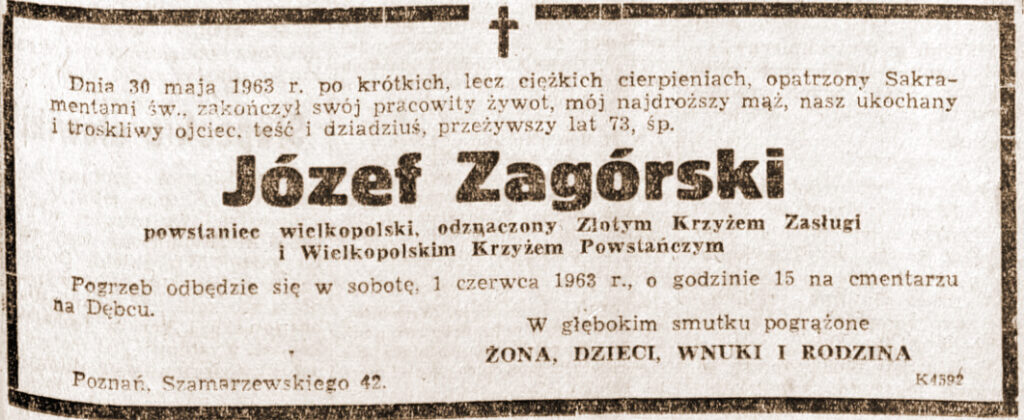 Dnia 30 maja 1963 r. po krótkich, lecz ciężkich cierpieniach, opatrzony Sakra-
mentami św., zakończył swój pracowity żywot, mój najdroższy mąż, nasz ukochany
i troskliwy ojciec, teść i dziadziuś, przeżywszy lat 73, śp.
Józef Zagórski
powstaniec wielkopolski, odznaczony Złotym Krzyżem Zasługi
i Wielkopolskim Krzyżem Powstańczym
Pogrzeb odbędzie się w sobotę, 1 czerwca 1963 r., o godzinie 15 na cmentarzu
na Dębcu.
W głębokim smutku pogrążone
ŻONA, DZIECI, WNUKI I RODZINA
Poznań, Szamarzewskiego 42.
K4592